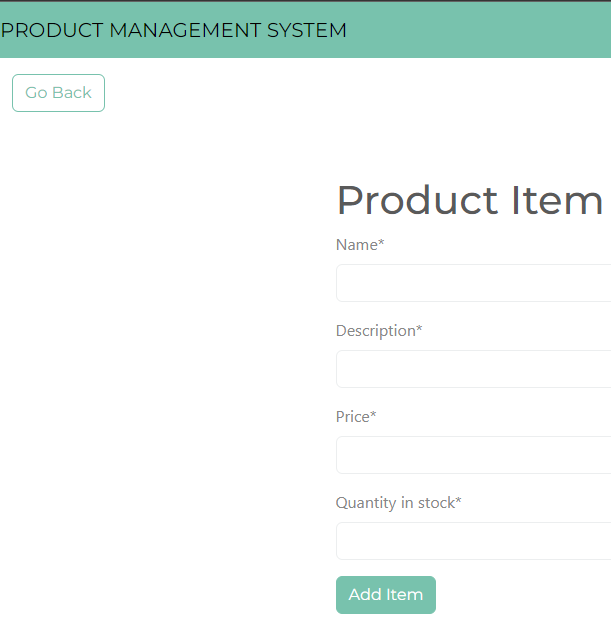 PRODUCT MANAGEMENT SYSTEM
Go Back
Product Item
Name*
Description*
Price*
Quantity in stock*
Add Item